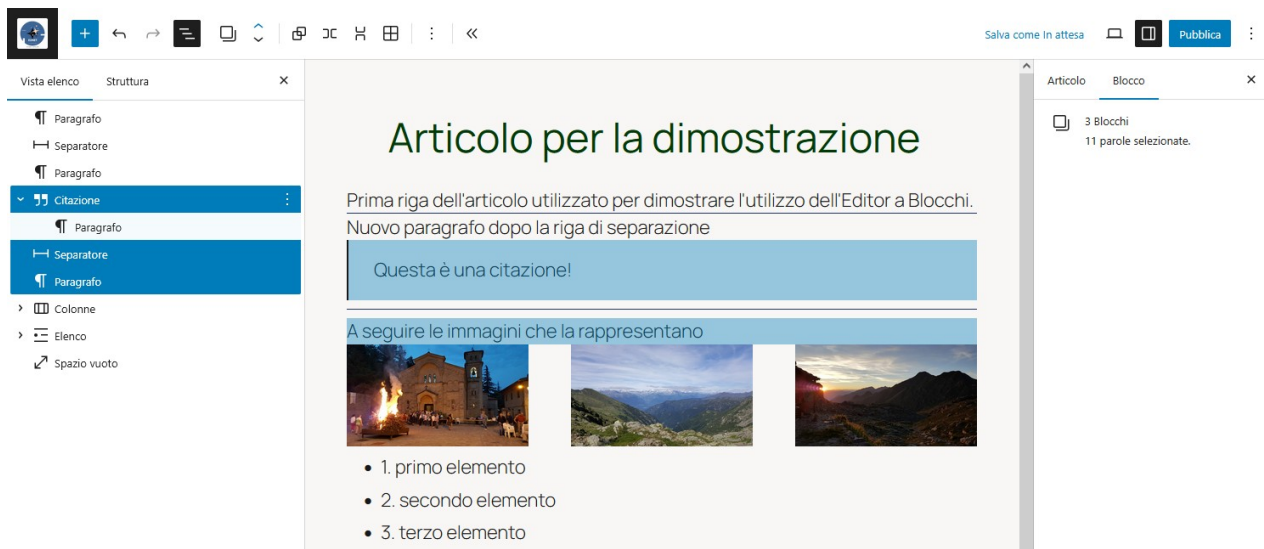 Salva come In attesa
Pubblica
Vista elenco
Struttura
Paragrafo
Separatore
Paragrafo
Citazione
Paragrafo
Separatore
Paragrafo
Colonne
Elenco
Spazio vuoto
Articolo per la dimostrazione
Prima riga dell'articolo utilizzato per dimostrare l'utilizzo dell'Editor a Blocchi.
Nuovo paragrafo dopo la riga di separazione
Questa è una citazione!
A seguire le immagini che la rappresentano
1. primo elemento
2. secondo elemento
3. terzo elemento
Articolo
Blocco
3 Blocchi
11 parole selezionate.